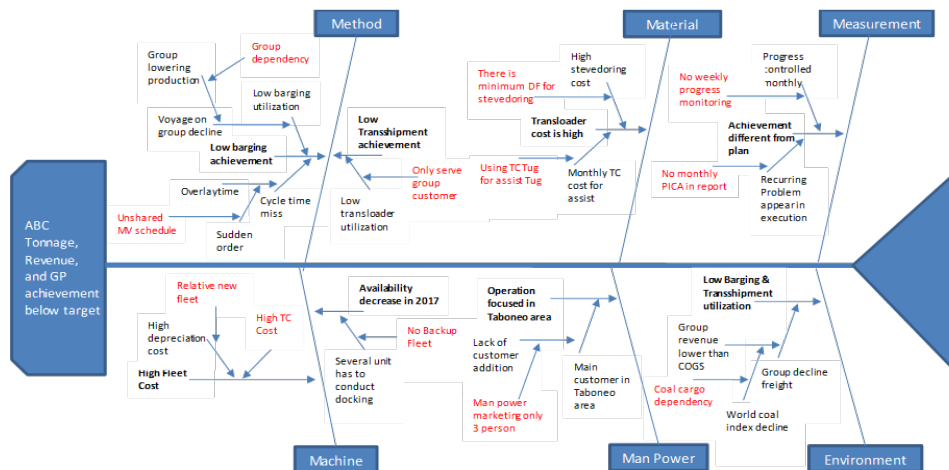 Method
Material
Measurement
Group
lowering
production
Group
dependency
Low barging
utilization
Voyage on
group decline
Low barging
achievement
Low
Transshipment
achievement
Overlaytime
Cycle time
miss
Unshared
MV schedule
Sudden
order
Only serve
group
customer
Low
transloader
utilization
There is
minimum DF for
stevedoring
High
stevedoring
cost
Transloader
cost is high
Using TC Tug
for assist Tug
Monthly TC
cost for
assist
No weekly
progress
monitoring
Progress
controlled
monthly
Achievement
different from
plan
No monthly
PICA in report
Recurring
Problem
appear in
execution
ABC
Tonnage,
Revenue,
and GP
achievement
below target
Relative new
fleet
High
depreciation
cost
High TC
Cost
High Fleet
Cost
Availability
decrease in 2017
No Backup
Fleet
Several unit
has to
conduct
docking
Operation
focused in
Taboneo area
Lack of
customer
addition
Man power
marketing only
3 person
Main
customer in
Taboneo
area
Low Barging &
Transshipment
utilization
Group
revenue
lower than
COGS
Coal cargo
dependency
Group decline
freight
World coal
index decline
Machine
Man Power
Environment